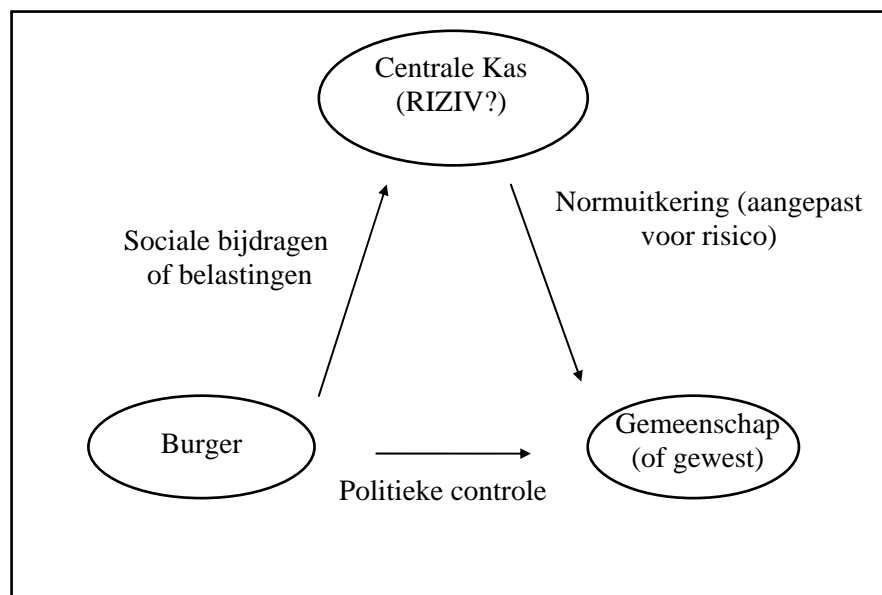 Centrale Kas
(RIZIV?)
Normuitkering (aangepast
voor risico)
Sociale bijdragen
of belastingen
Burger
Gemeenschap
(of gewest)
Politieke controle